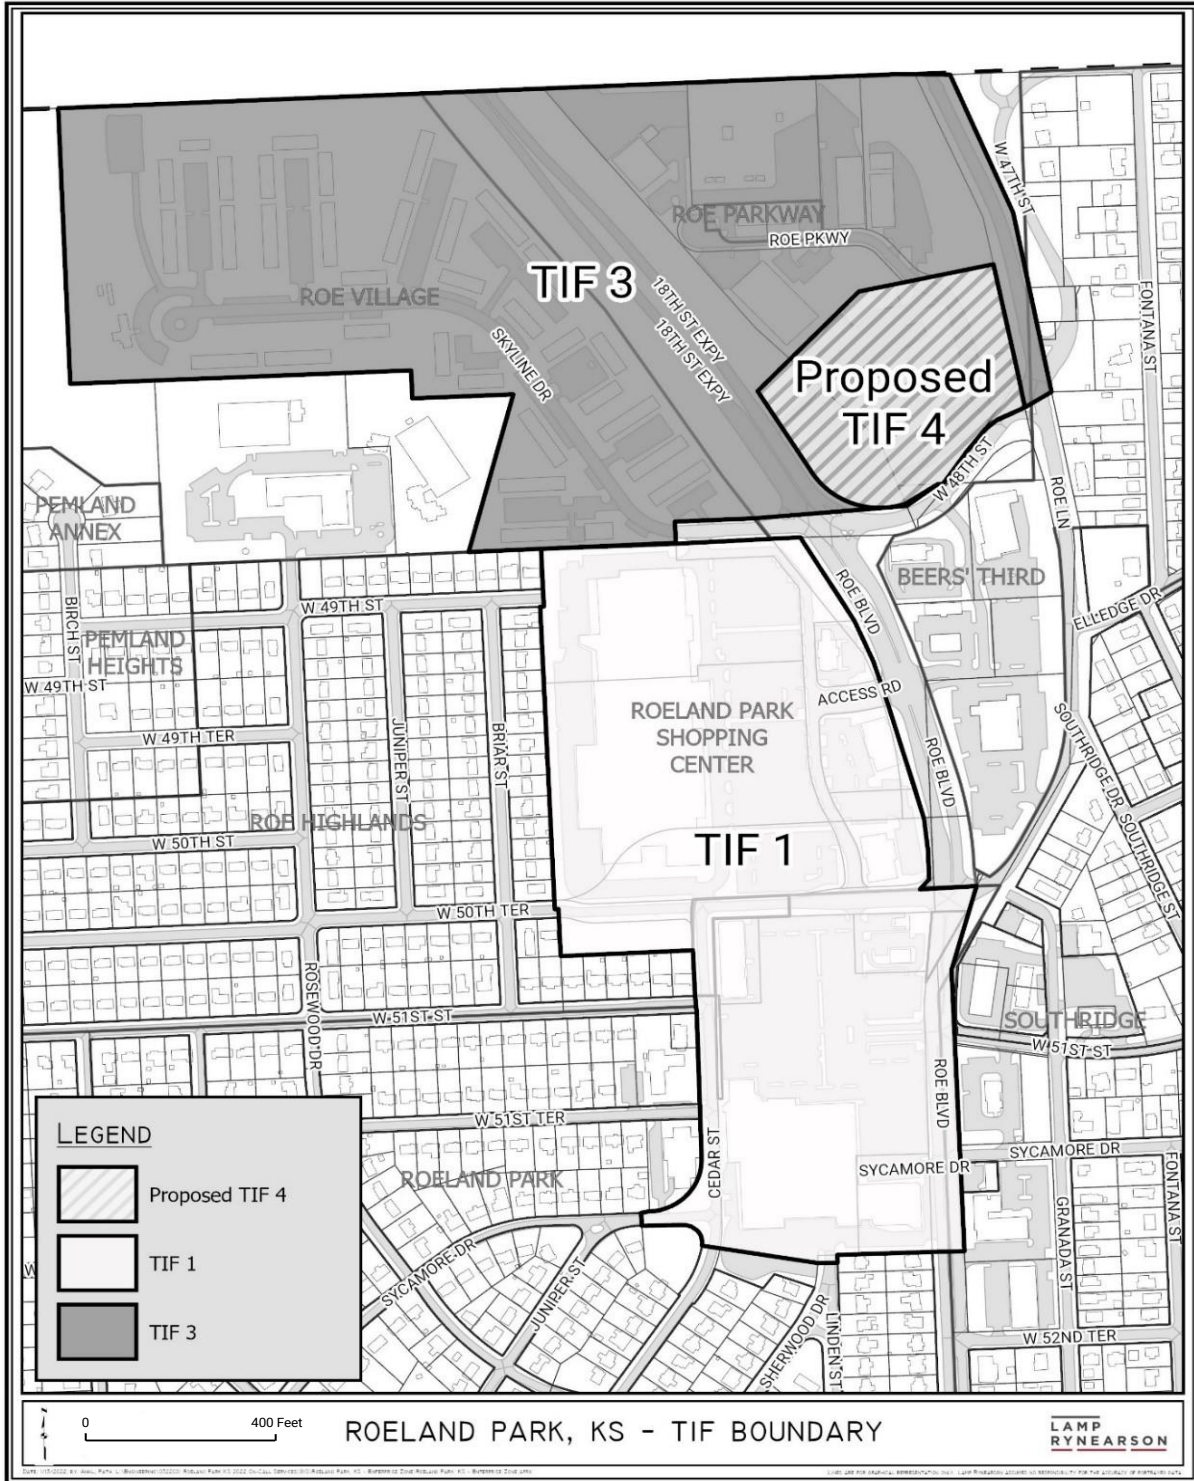 W 47TH ST
ROE PARKWAY
ROE PKWY
TIF 3
18TH ST EXPY
18TH ST EXPY
ROE VILLAGE
SKYLINE DR
FONTANA ST
Proposed
TIF 4
W 48TH ST
ROE LN
PEMLAND
ANNEX
BEERS' THIRD
ROE BLVD
ELLEDGE DR
BIRCH ST
W 49TH ST
PEMLAND
HEIGHTS
W 49TH ST
W 49TH TER
JUNIPER ST
BRIAR ST
ACCESS RD
ROELAND PARK
SHOPPING
CENTER
ROE BLVD
SOUTHRIDGE DR
SOUTHRIDGE ST
ROE HIGHLANDS
W 50TH ST
TIF 1
W 50TH TER
ROSEWOOD DR
W 51ST ST
SOUTHRIDGE
W 51ST ST
ROE BLVD
W 51ST TER
CEDAR ST
SYCAMORE DR
SYCAMORE DR
ROELAND PARK
GRANADA ST
FONTANA ST
SYCAMORE DR
JUNIPER ST
SHERWOOD DR
LINDEN ST
W 52ND TER
W
LEGEND
Proposed TIF 4
TIF 1
TIF 3
0 400 Feet
ROELAND PARK, KS - TIF BOUNDARY
LAMP
RYNEARSON